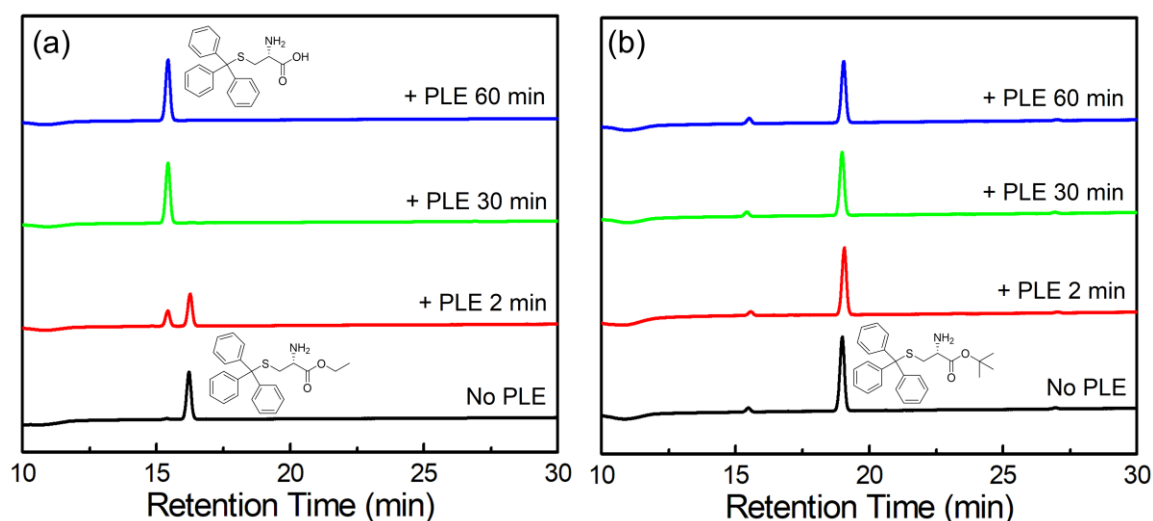 (a)
NH2
S
OH
O
+ PLE 60 min
+ PLE 30 min
+ PLE 2 min
NH2
S
O
O
No PLE
10 15 20 25 30
Retention Time (min)
(b)
+ PLE 60 min
+ PLE 30 min
+ PLE 2 min
NH2
S
O
O
No PLE
10 15 20 25 30
Retention Time (min)